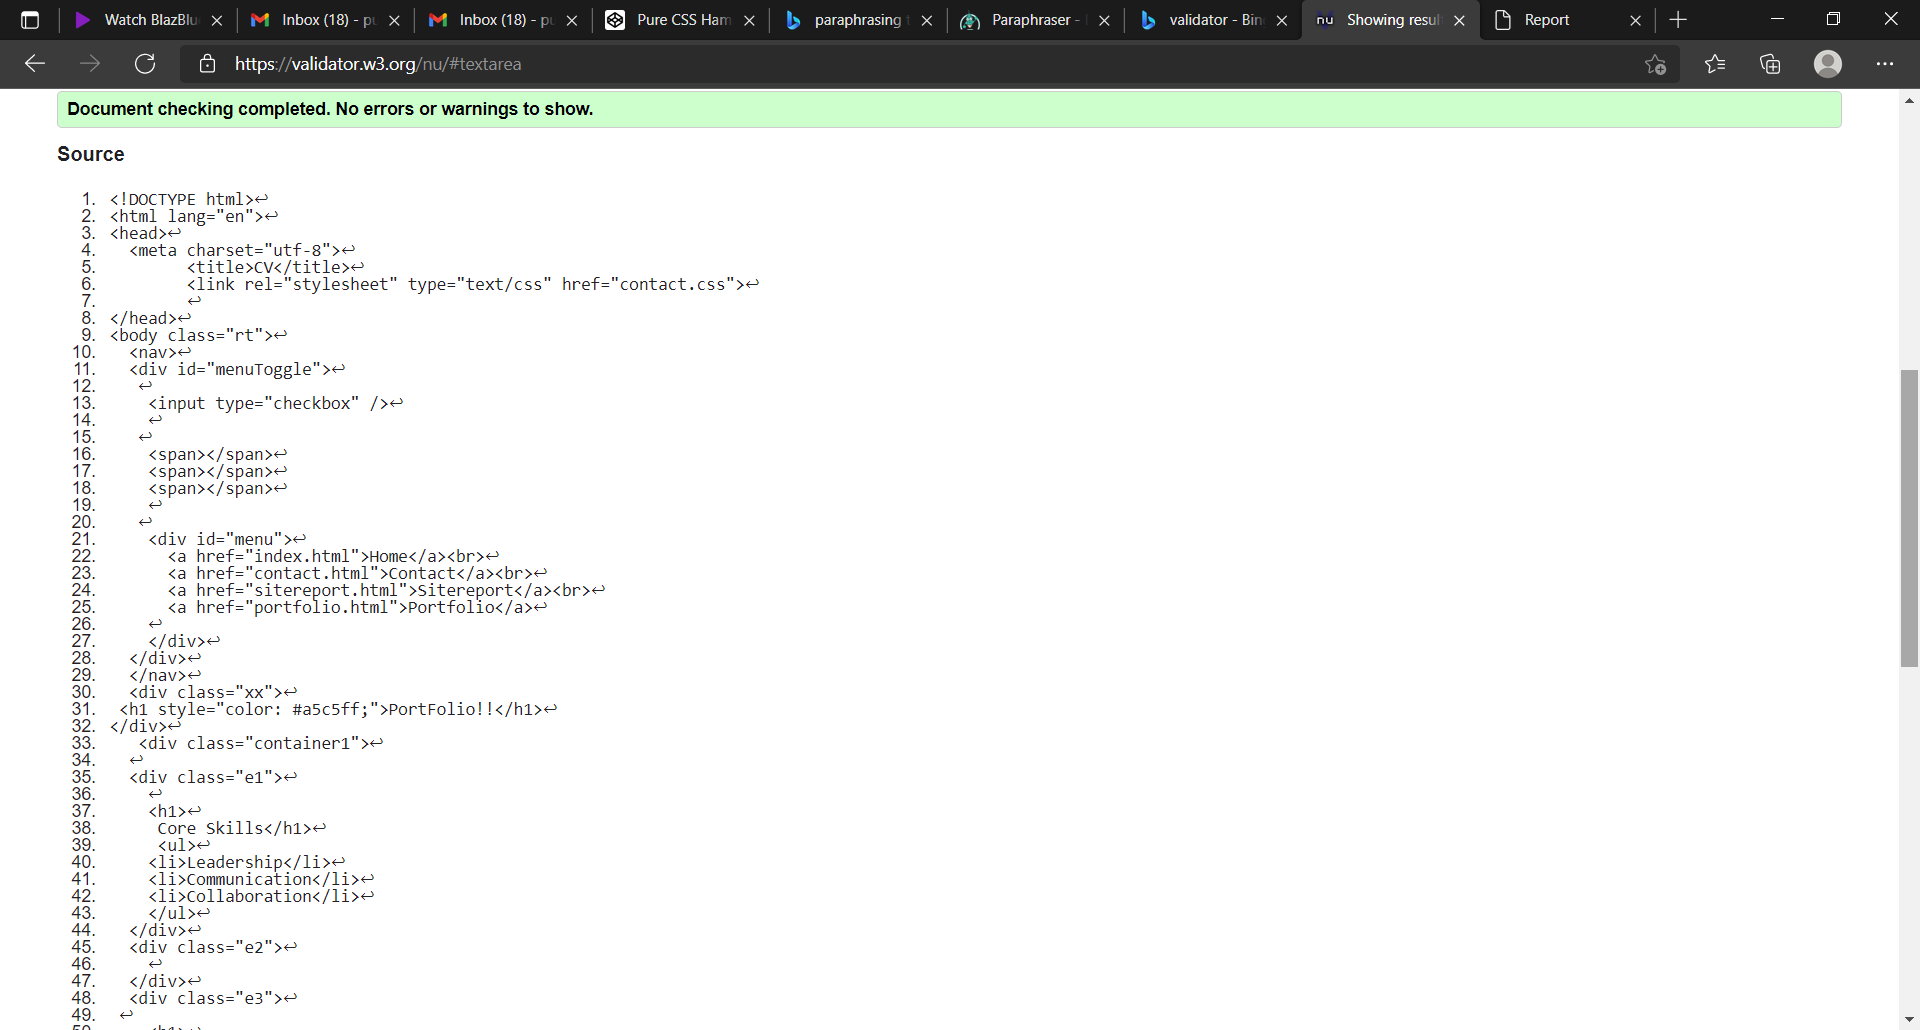 Watch BlazBlu
Inbox (18) - pu
Inbox (18) - pu
Pure CSS Ham
paraphrasing t
Paraphraser -
validator - Bin
Showing resul
Report
https://validator.w3.org/nu/#textarea
Document checking completed. No errors or warnings to show.
Source
1. <!DOCTYPE html>↩
2. <html lang="en">↩
3. <head>↩
4. <meta charset="utf-8">↩
5. <title>CV</title>↩
6. <link rel="stylesheet" type="text/css" href="contact.css">↩
7. ↩
8. </head>↩
9. <body class="rt">↩
10. <nav>↩
11. <div id="menuToggle">↩
12. ↩
13. <input type="checkbox" />↩
14. ↩
15. ↩
16. <span></span>↩
17. <span></span>↩
18. <span></span>↩
19. ↩
20. ↩
21. <div id="menu">↩
22. <a href="index.html">Home</a><br>↩
23. <a href="contact.html">Contact</a><br>↩
24. <a href="sitereport.html">Sitereport</a><br>↩
25. <a href="portfolio.html">Portfolio</a>↩
26. ↩
27. </div>↩
28. </div>↩
29. </nav>↩
30. <div class="xx">↩
31. <h1 style="color: #a5c5ff;">PortFolio!!</h1>↩
32. </div>↩
33. <div class="container1">↩
34. ↩
35. <div class="e1">↩
36. ↩
37. <h1>↩
38. Core Skills</h1>↩
39. <ul>↩
40. <li>Leadership</li>↩
41. <li>Communication</li>↩
42. <li>Collaboration</li>↩
43. </ul>↩
44. </div>↩
45. <div class="e2">↩
46. ↩
47. </div>↩
48. <div class="e3">↩
49. ↩